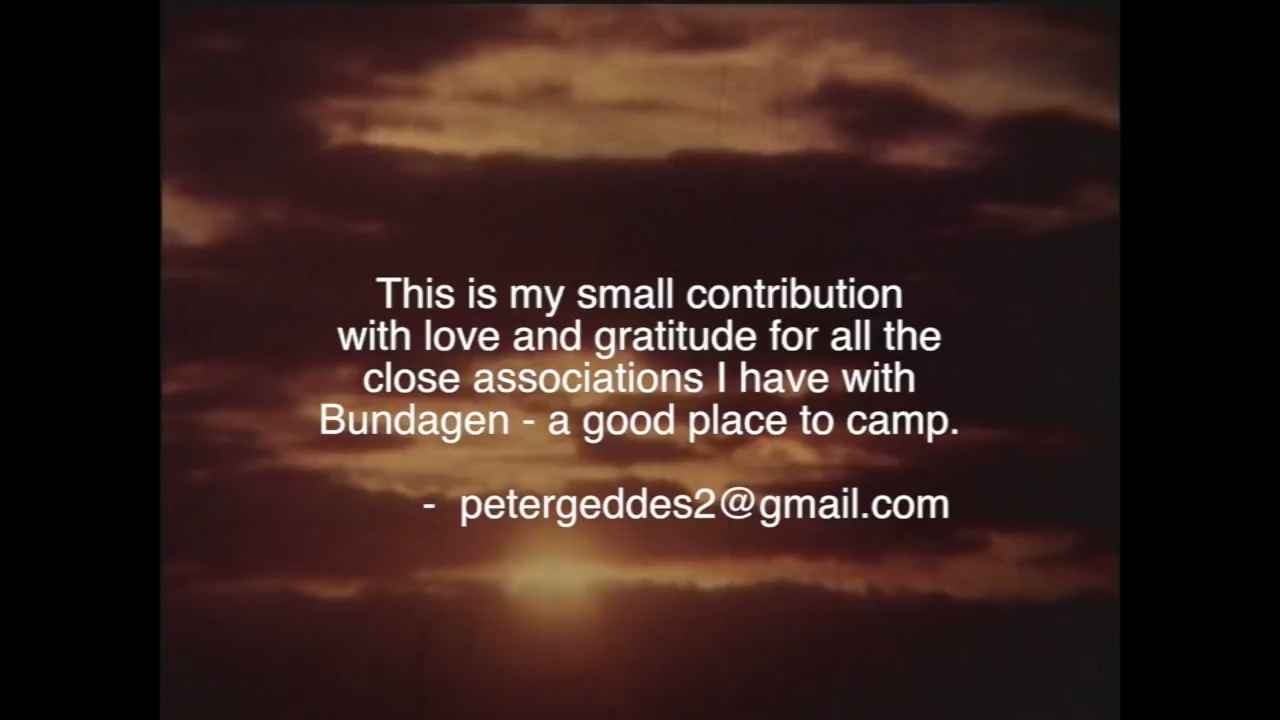 This is my small contribution
with love and gratitude for all the
close associations I have with
Bundagen - a good place to camp.
- petergeddes2@gmail.com